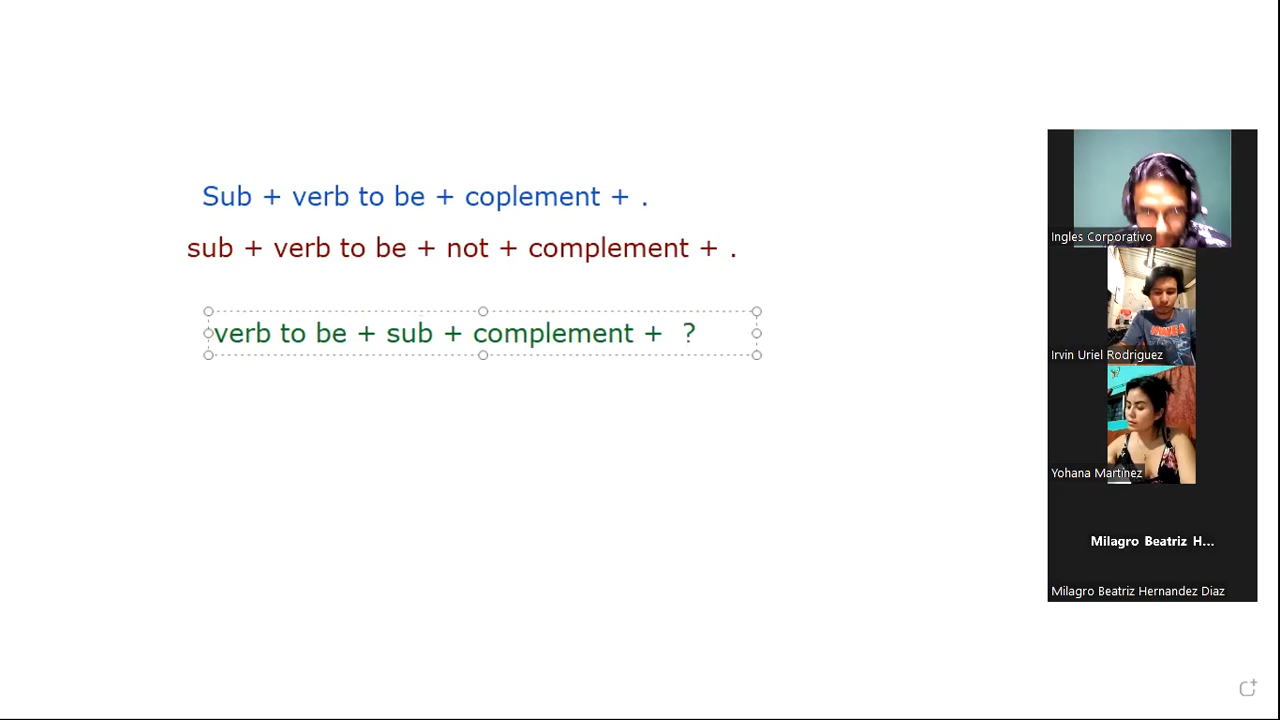 Sub + verb to be + coplement + .
sub + verb to be + not + complement + .
verb to be + sub + complement +  ?
Ingles Corporativo
Irvin Uriel Rodriguez
Yohana Martinez
Milagro Beatriz H...
Milagro Beatriz Hernandez Diaz